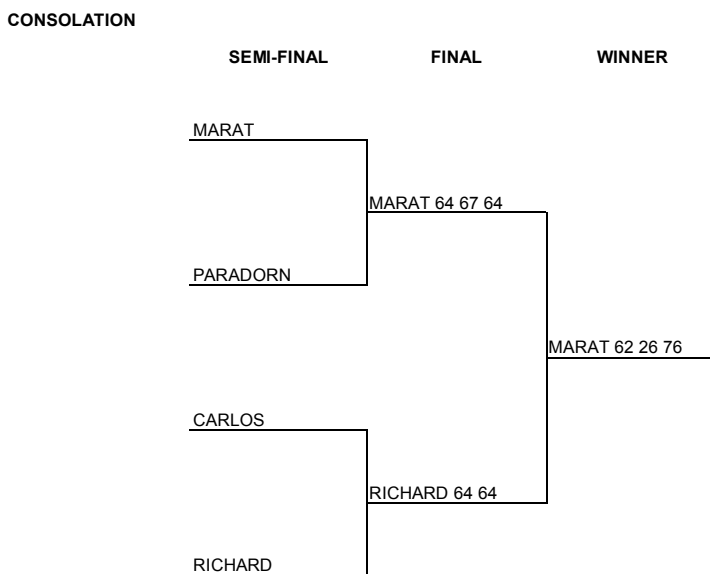 CONSOLATION
SEMI-FINAL FINAL WINNER
MARAT
MARAT 64 67 64
PARADORN
MARAT 62 26 76
CARLOS
RICHARD 64 64
RICHARD